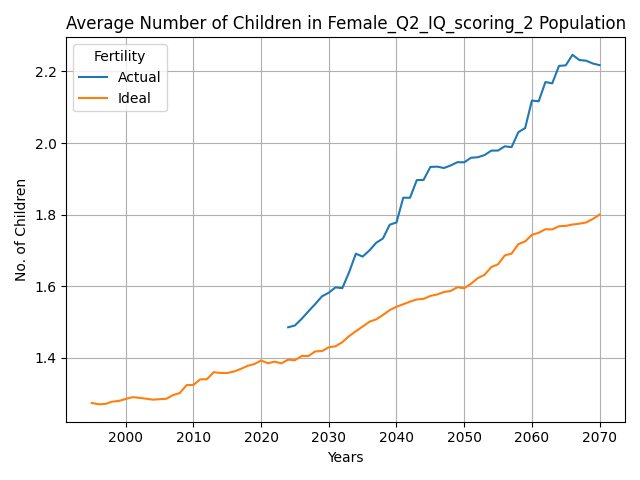 Average Number of Children in Female_Q2_IQ_scoring_2 Population
Fertility
Actual
Ideal
No. of Children
2.2
2.0
1.8
1.6
1.4
2000 2010 2020 2030 2040 2050 2060 2070
Years